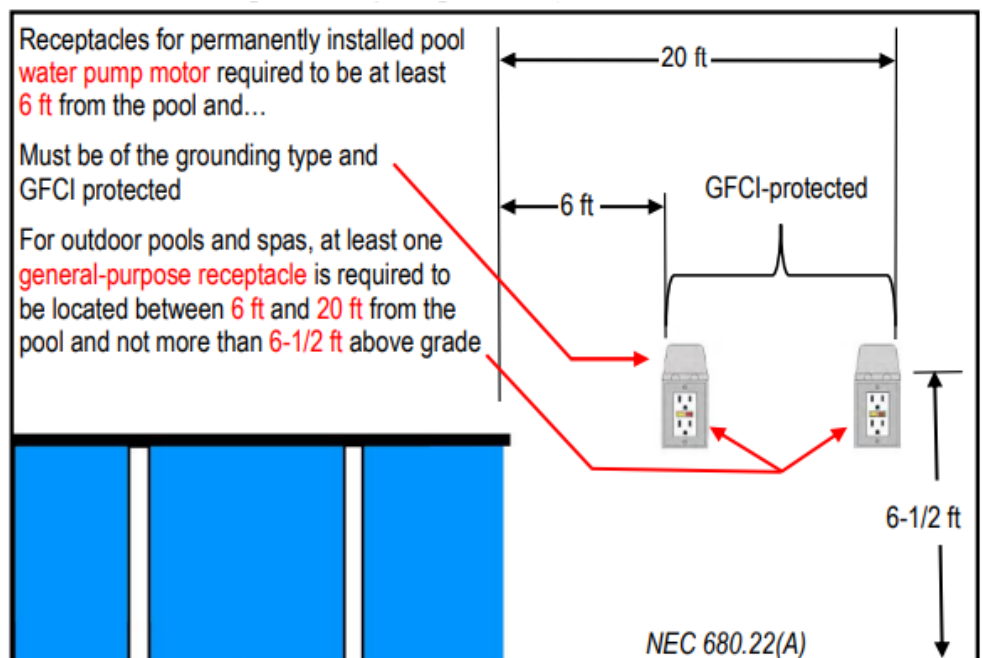 Receptacles for permanently installed pool
water pump motor required to be at least
6 ft from the pool and…
Must be of the grounding type and
GFCI protected
For outdoor pools and spas, at least one
general-purpose receptacle is required to
be located between 6 ft and 20 ft from the
pool and not more than 6-1/2 ft above grade
20 ft
6 ft
GFCI-protected
6-1/2 ft
NEC 680.22(A)